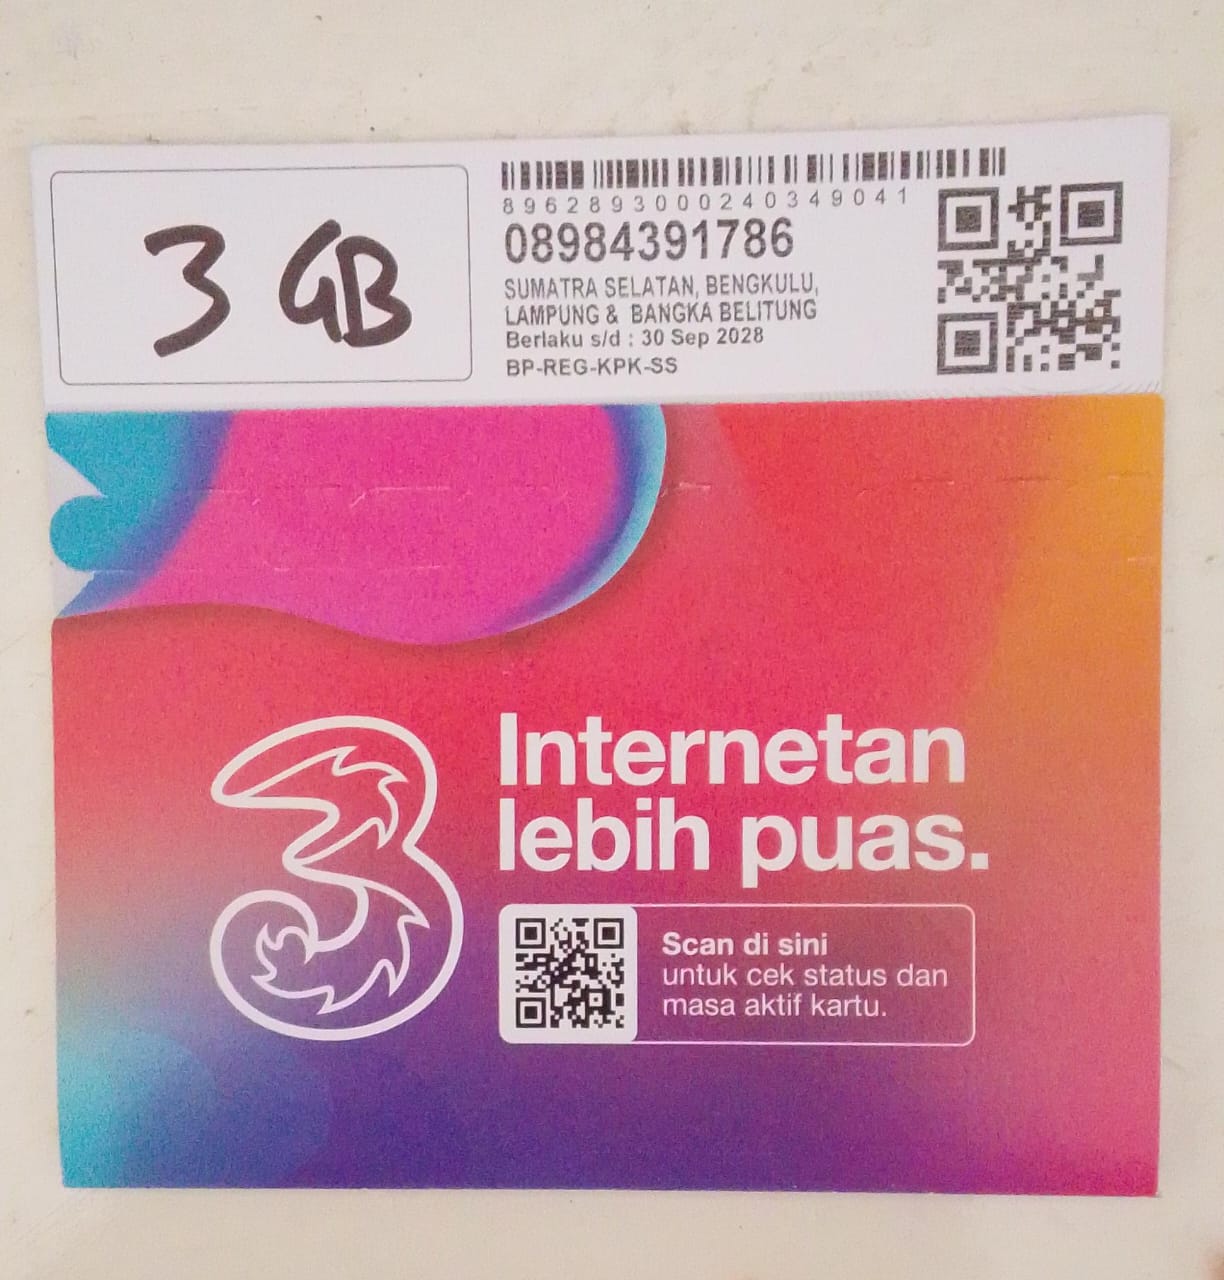 3 GB
89628930002403490 41
08984391786
SUMATRA SELATAN, BENGKULU,
LAMPUNG & BANGKA BELITUNG
Berlaku s/d : 30 Sep 2028
BP-REG-KPK-SS
3
Internetan
lebih puas.
Scan di sini
untuk cek status dan
masa aktif kartu.